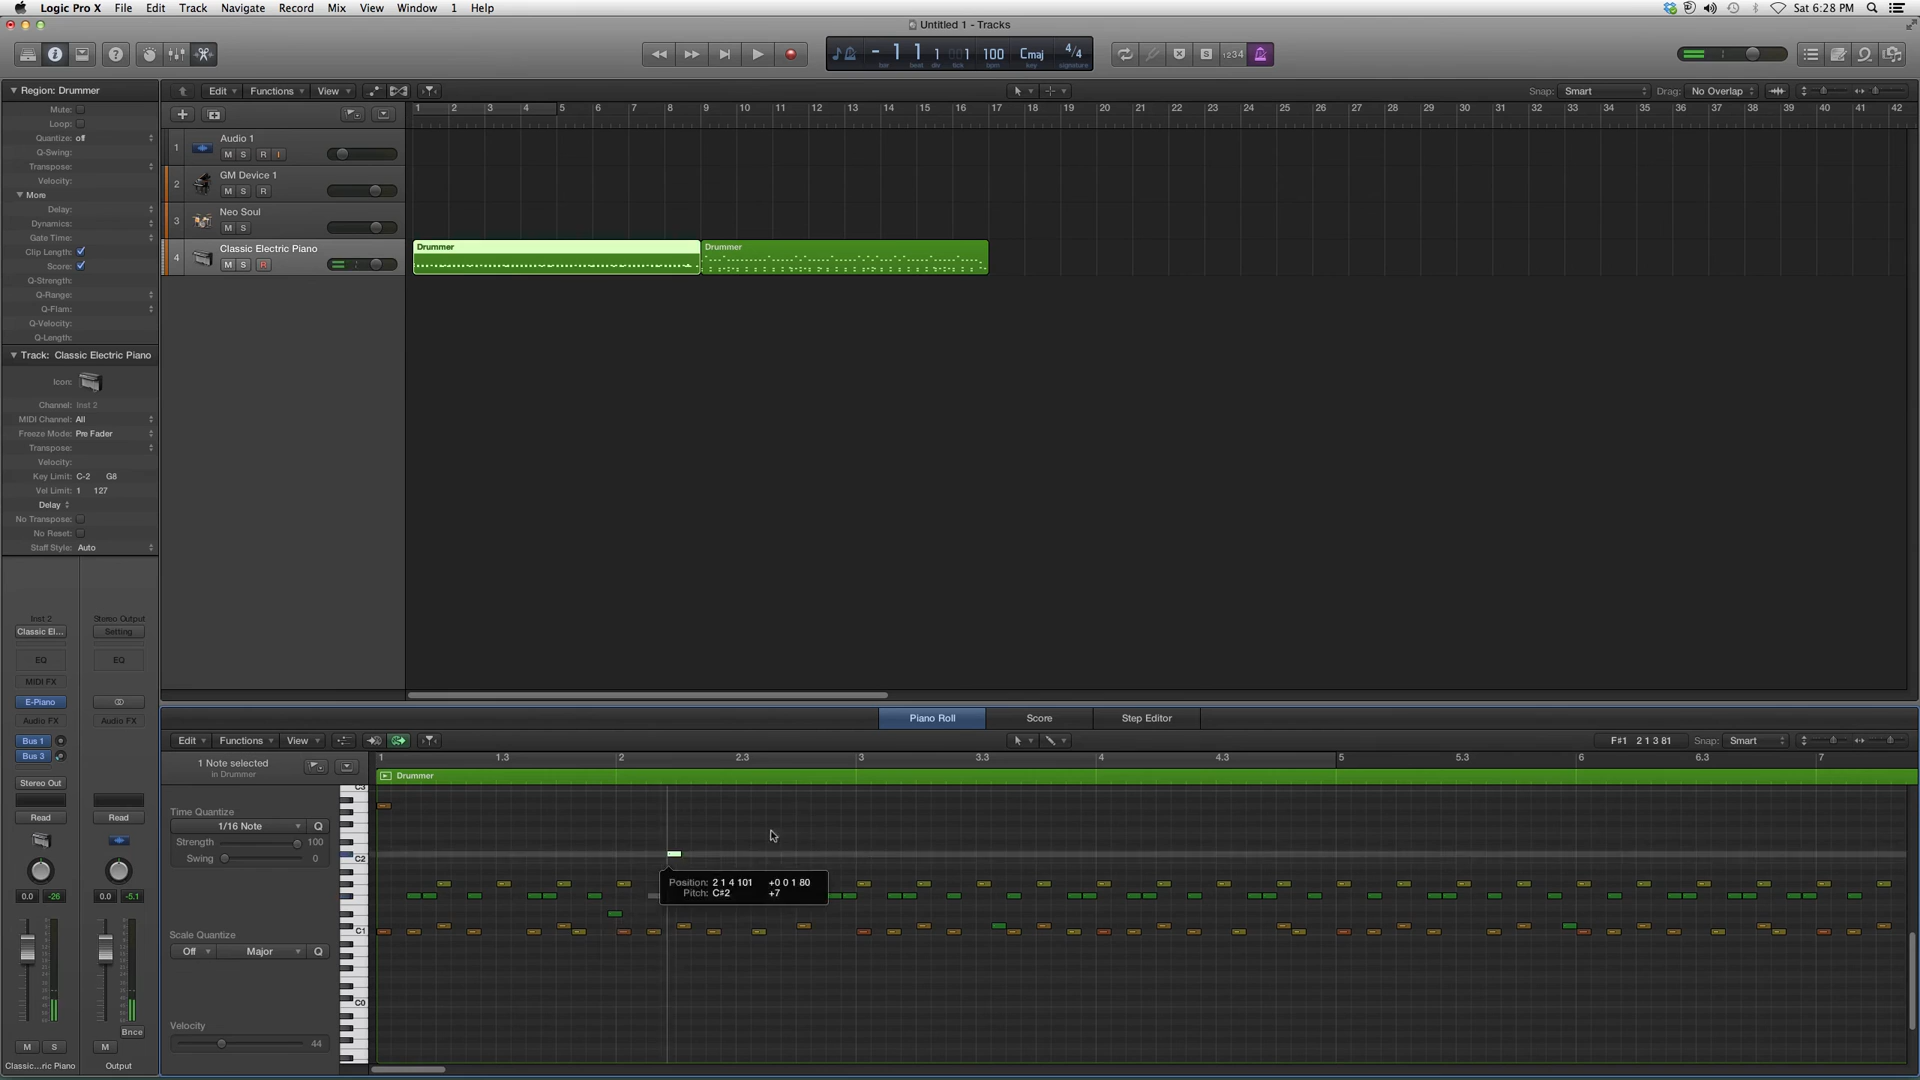 Logic Pro X File Edit Track Navigate Record Mix View Window 1 Help Sat 6:28 PM
Untitled 1 - Tracks
- 1 1 1 001 100 Cmaj 4/4
bar beat div tick bpm key signature
1234
Region: Drummer
Edit Functions View Snap: Smart Drag: No Overlap
Mute:
Loop:
Quantize: off
Q-Swing:
Transpose:
Velocity:
More
Delay:
Dynamics:
Gate Time:
Clip Length:
Score:
Q-Strength:
Q-Range:
Q-Flam:
Q-Velocity:
Q-Length:
1 2 3 4 5 6 7 8 9 10 11 12 13 14 15 16 17 18 19 20 21 22 23 24 25 26 27 28 29 30 31 32 33 34 35 36 37 38 39 40 41 42
1 Audio 1
M S R I
2 GM Device 1
M S R
3 Neo Soul
M S
4 Classic Electric Piano
M S R
Drummer Drummer
Track: Classic Electric Piano
Icon:
Channel: Inst 2
MIDI Channel: All
Freeze Mode: Pre Fader
Transpose:
Velocity:
Key Limit: C-2 G8
Vel Limit: 1 127
Delay
No Transpose:
No Reset:
Staff Style: Auto
Inst 2 Stereo Output
Classic El... Setting
EQ EQ
MIDI FX
E-Piano
Audio FX Audio FX
Bus 1
Bus 3
Stereo Out
Read Read
0.0 -26 0.0 -5.1
Bnce
M S M
Classic...ric Piano Output
Piano Roll Score Step Editor
Edit Functions View F#1 2 1 3 81 Snap: Smart
1 Note selected
in Drummer
1 1.3 2 2.3 3 3.3 4 4.3 5 5.3 6 6.3 7
Drummer
Time Quantize
1/16 Note Q
Strength 100
Swing 0
C3
C2
C1
C0
Position: 2 1 4 101 +0 0 1 80
Pitch: C#2 +7
Scale Quantize
Off Major Q
Velocity
44